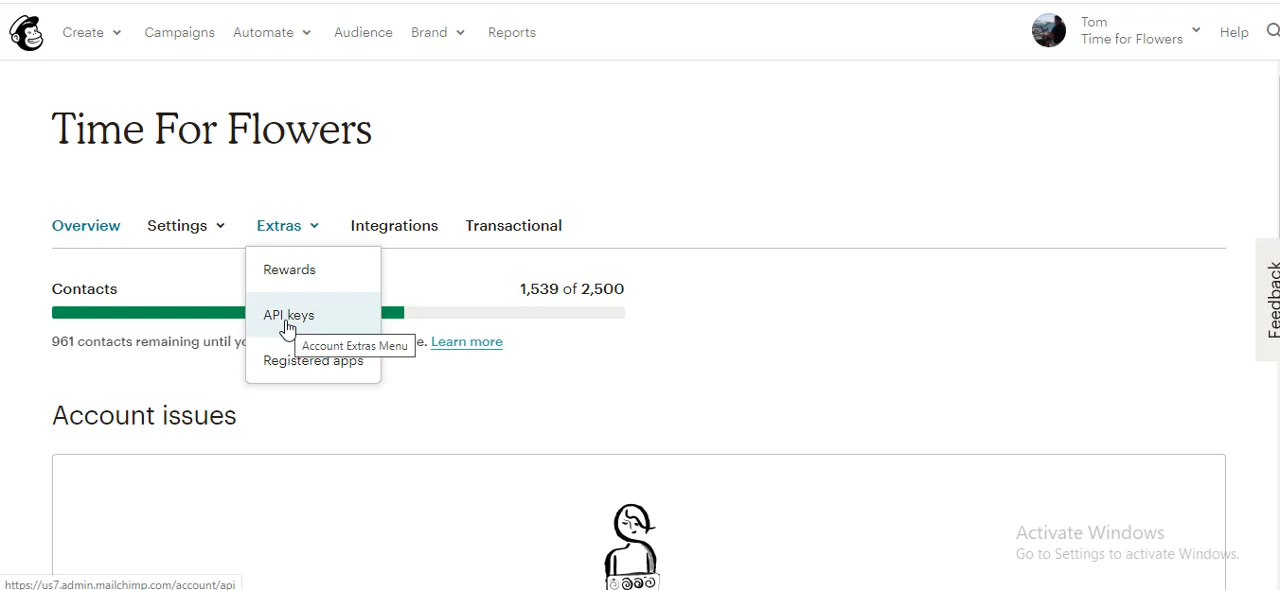 Create
Campaigns
Automate
Audience
Brand
Reports
Tom
Time for Flowers
Help
Time For Flowers
Overview
Settings
Extras
Integrations
Transactional
Rewards
API keys
Registered apps
Account Extras Menu
Contacts
1,539 of 2,500
961 contacts remaining until
e. Learn more
Feedback
Account issues
Activate Windows
Go to Settings to activate Windows.
https://us7.admin.mailchimp.com/account/api